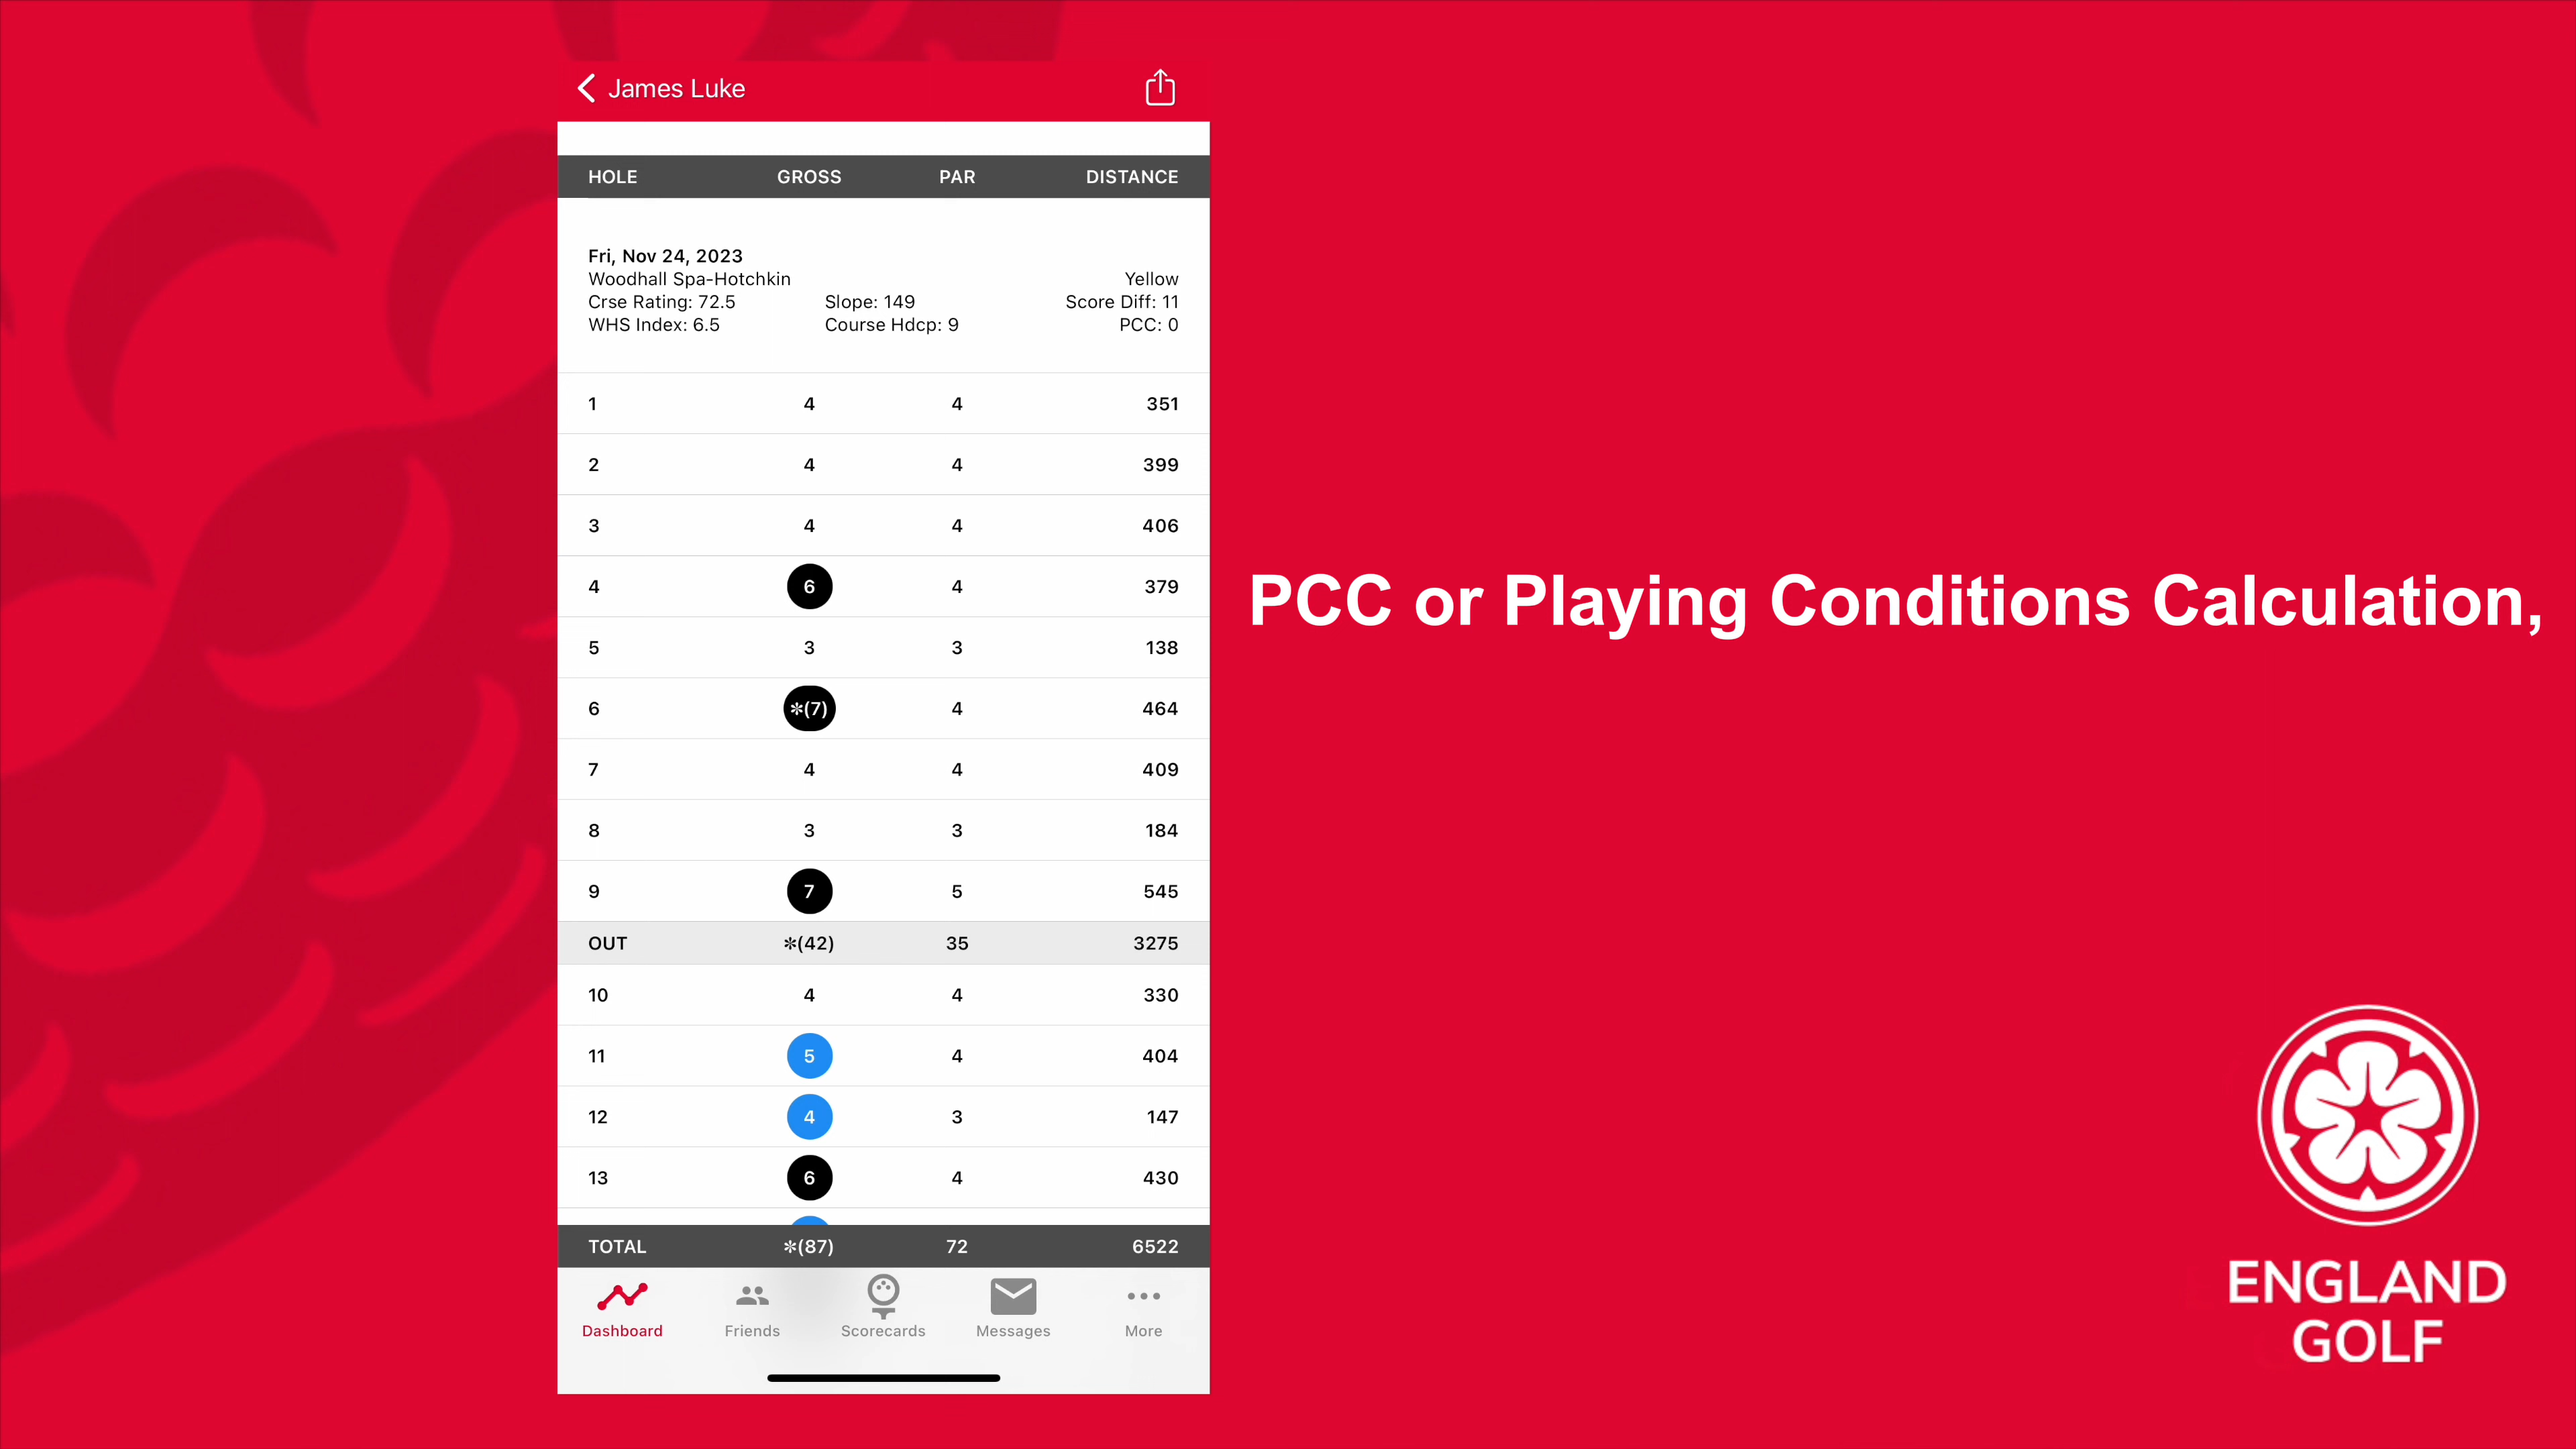 James Luke
HOLE GROSS PAR DISTANCE
Fri, Nov 24, 2023
Woodhall Spa-Hotchkin Yellow
Crse Rating: 72.5 Slope: 149 Score Diff: 11
WHS Index: 6.5 Course Hdcp: 9 PCC: 0
1 4 4 351
2 4 4 399
3 4 4 406
4 6 4 379
5 3 3 138
6 *(7) 4 464
7 4 4 409
8 3 3 184
9 7 5 545
OUT *(42) 35 3275
10 4 4 330
11 5 4 404
12 4 3 147
13 6 4 430
TOTAL *(87) 72 6522
Dashboard Friends Scorecards Messages More
PCC or Playing Conditions Calculation,
ENGLAND
GOLF